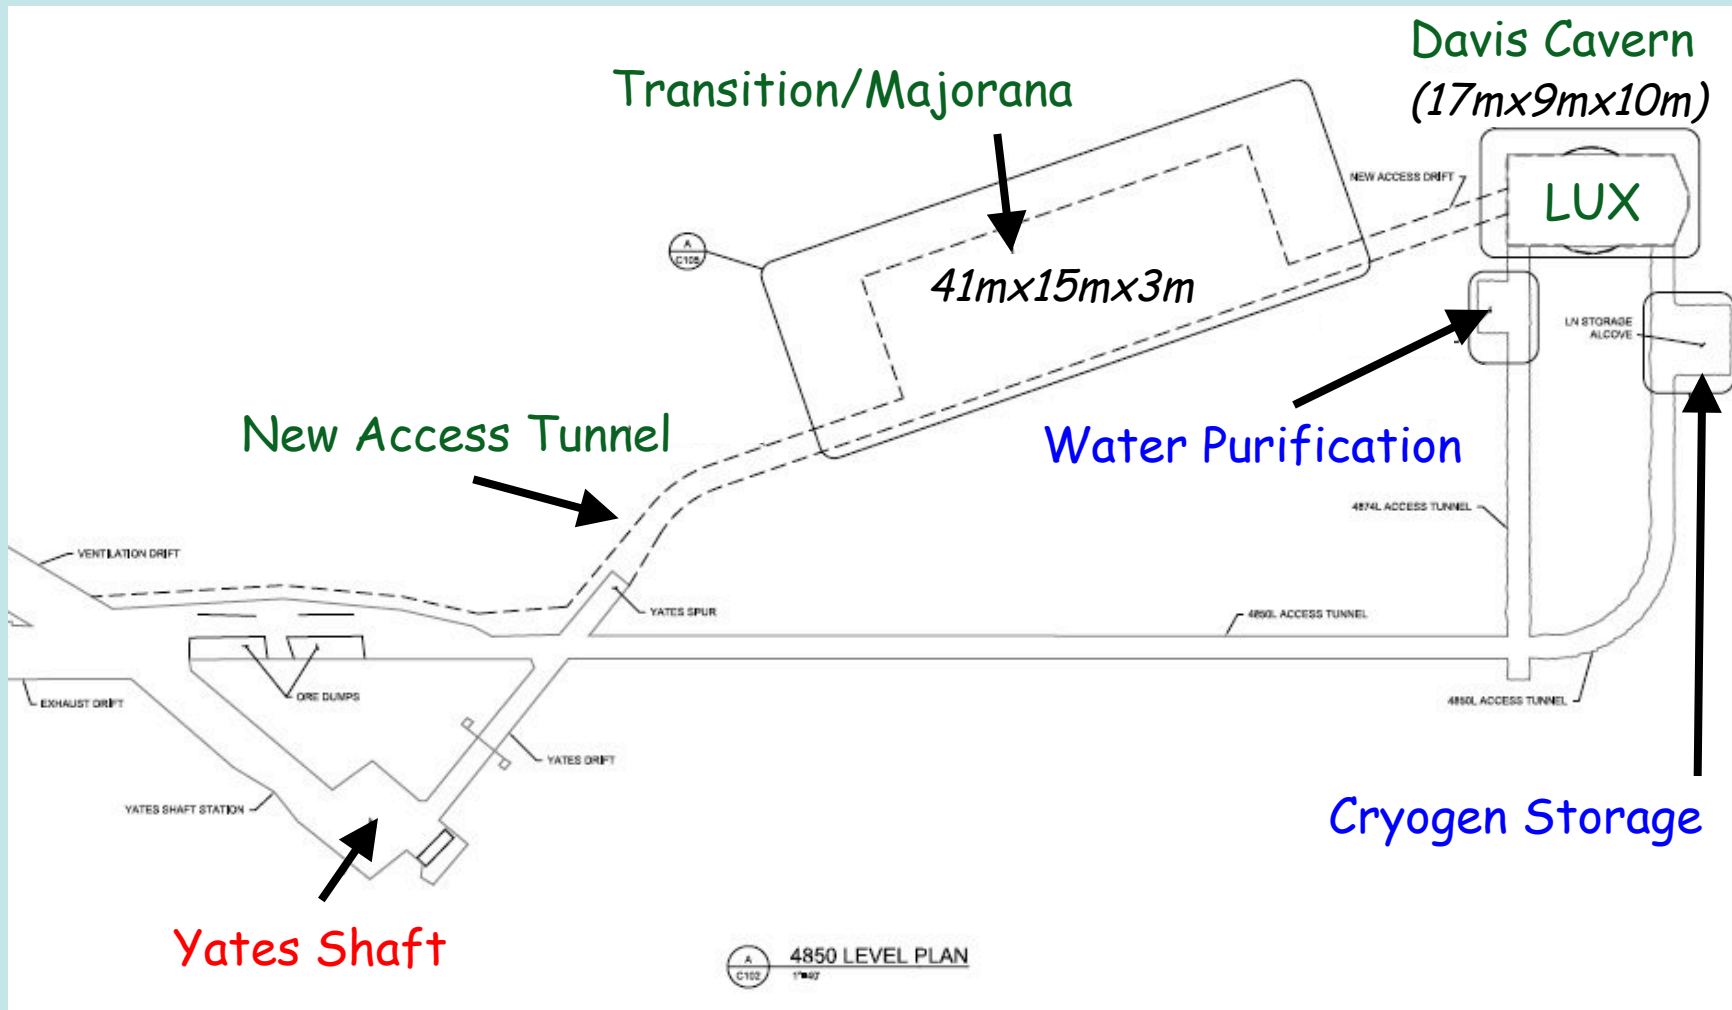 Davis Cavern
(17mx9mx10m)
Transition/Majorana
NEW ACCESS DRIFT
LUX
A
C105
41mx15mx3m
LN STORAGE
ALCOVE
New Access Tunnel
Water Purification
4874L ACCESS TUNNEL
VENTILATION DRIFT
YATES SPUR
4850L ACCESS TUNNEL
EXHAUST DRIFT
ORE DUMPS
4850L ACCESS TUNNEL
YATES DRIFT
YATES SHAFT STATION
Cryogen Storage
Yates Shaft
A
C102
4850 LEVEL PLAN
1"=40'